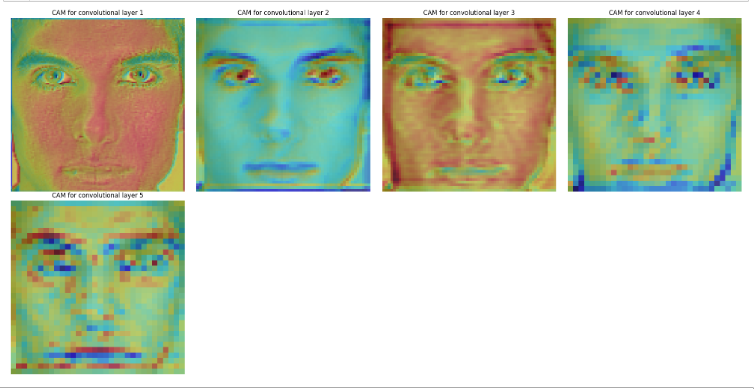 CAM for convolutional layer 1
CAM for convolutional layer 2
CAM for convolutional layer 3
CAM for convolutional layer 4
CAM for convolutional layer 5